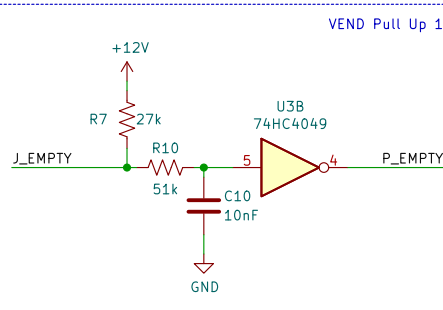 VEND Pull Up 1
+12V
R7 27k
U3B
74HC4049
J_EMPTY
R10
51k
5
4
P_EMPTY
C10
10nF
GND